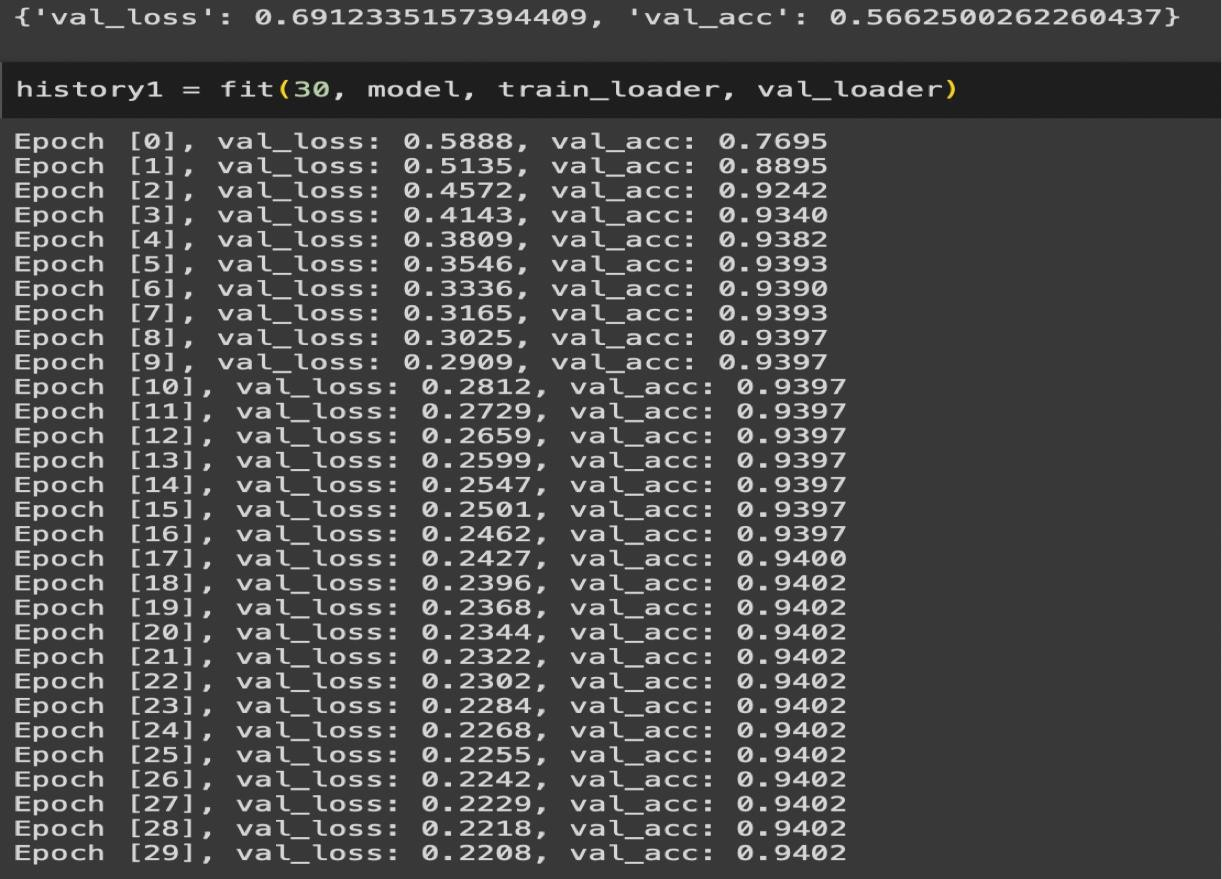 {'val_loss': 0.6912335157394409, 'val_acc': 0.5662500262260437}
history1 = fit(30, model, train_loader, val_loader)
Epoch [0], val_loss: 0.5888, val_acc: 0.7695
Epoch [1], val_loss: 0.5135, val_acc: 0.8895
Epoch [2], val_loss: 0.4572, val_acc: 0.9242
Epoch [3], val_loss: 0.4143, val_acc: 0.9340
Epoch [4], val_loss: 0.3809, val_acc: 0.9382
Epoch [5], val_loss: 0.3546, val_acc: 0.9393
Epoch [6], val_loss: 0.3336, val_acc: 0.9390
Epoch [7], val_loss: 0.3165, val_acc: 0.9393
Epoch [8], val_loss: 0.3025, val_acc: 0.9397
Epoch [9], val_loss: 0.2909, val_acc: 0.9397
Epoch [10], val_loss: 0.2812, val_acc: 0.9397
Epoch [11], val_loss: 0.2729, val_acc: 0.9397
Epoch [12], val_loss: 0.2659, val_acc: 0.9397
Epoch [13], val_loss: 0.2599, val_acc: 0.9397
Epoch [14], val_loss: 0.2547, val_acc: 0.9397
Epoch [15], val_loss: 0.2501, val_acc: 0.9397
Epoch [16], val_loss: 0.2462, val_acc: 0.9397
Epoch [17], val_loss: 0.2427, val_acc: 0.9400
Epoch [18], val_loss: 0.2396, val_acc: 0.9402
Epoch [19], val_loss: 0.2368, val_acc: 0.9402
Epoch [20], val_loss: 0.2344, val_acc: 0.9402
Epoch [21], val_loss: 0.2322, val_acc: 0.9402
Epoch [22], val_loss: 0.2302, val_acc: 0.9402
Epoch [23], val_loss: 0.2284, val_acc: 0.9402
Epoch [24], val_loss: 0.2268, val_acc: 0.9402
Epoch [25], val_loss: 0.2255, val_acc: 0.9402
Epoch [26], val_loss: 0.2242, val_acc: 0.9402
Epoch [27], val_loss: 0.2229, val_acc: 0.9402
Epoch [28], val_loss: 0.2218, val_acc: 0.9402
Epoch [29], val_loss: 0.2208, val_acc: 0.9402